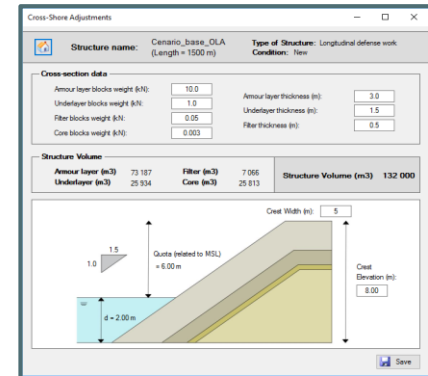 Cross-Shore Adjustments
Structure name: Cenario_base_OLA (Length = 1500 m) Type of Structure: Longitudinal defense work
Condition: New
Cross-section data
Armour layer blocks weight (kN): 10.0 Armour layer thickness (m): 3.0
Underlayer blocks weight (kN): 1.0 Underlayer thickness (m): 1.5
Filter blocks weight (kN): 0.05 Filter thickness (m): 0.5
Core blocks weight (kN): 0.003
Structure Volume
Armour layer (m3) 73 187 Filter (m3) 7 066 Structure Volume (m3) 132 000
Underlayer (m3) 25 934 Core (m3) 25 813
Crest Width (m): 5
1.5
1.0
Quota (related to MSL)
= 6.00 m
Crest
Elevation (m):
8.00
d = 2.00 m
Save